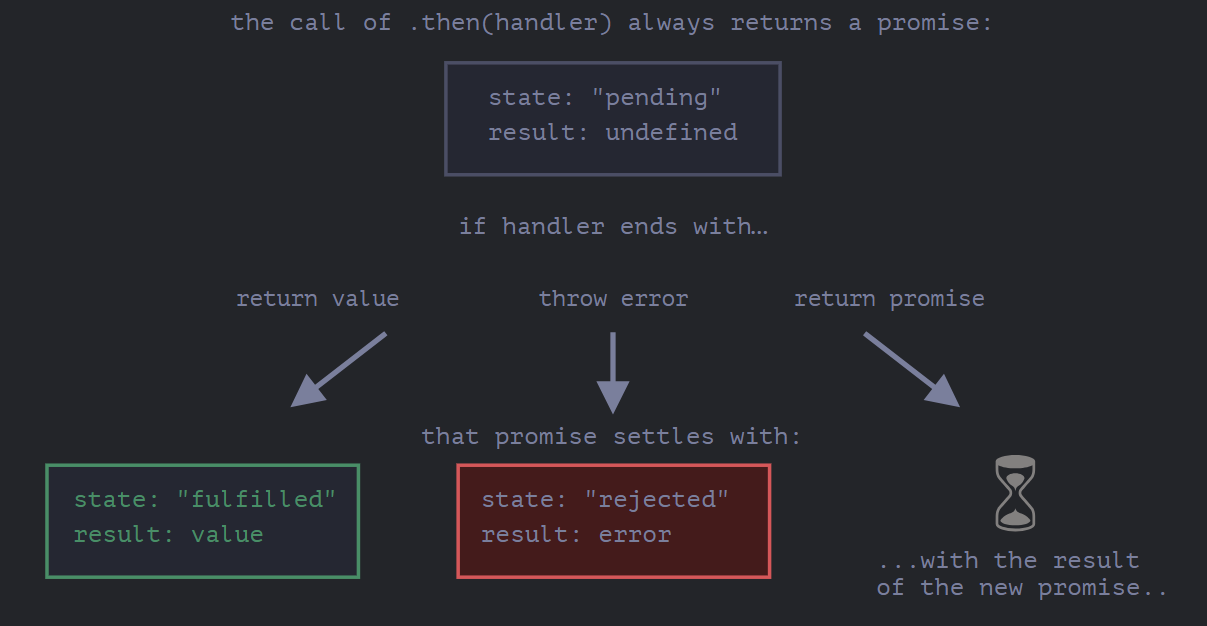 the call of .then(handler) always returns a promise:
state: "pending"
result: undefined
if handler ends with…
return value
throw error
return promise
that promise settles with:
state: "fulfilled"
result: value
state: "rejected"
result: error
...with the result
of the new promise..